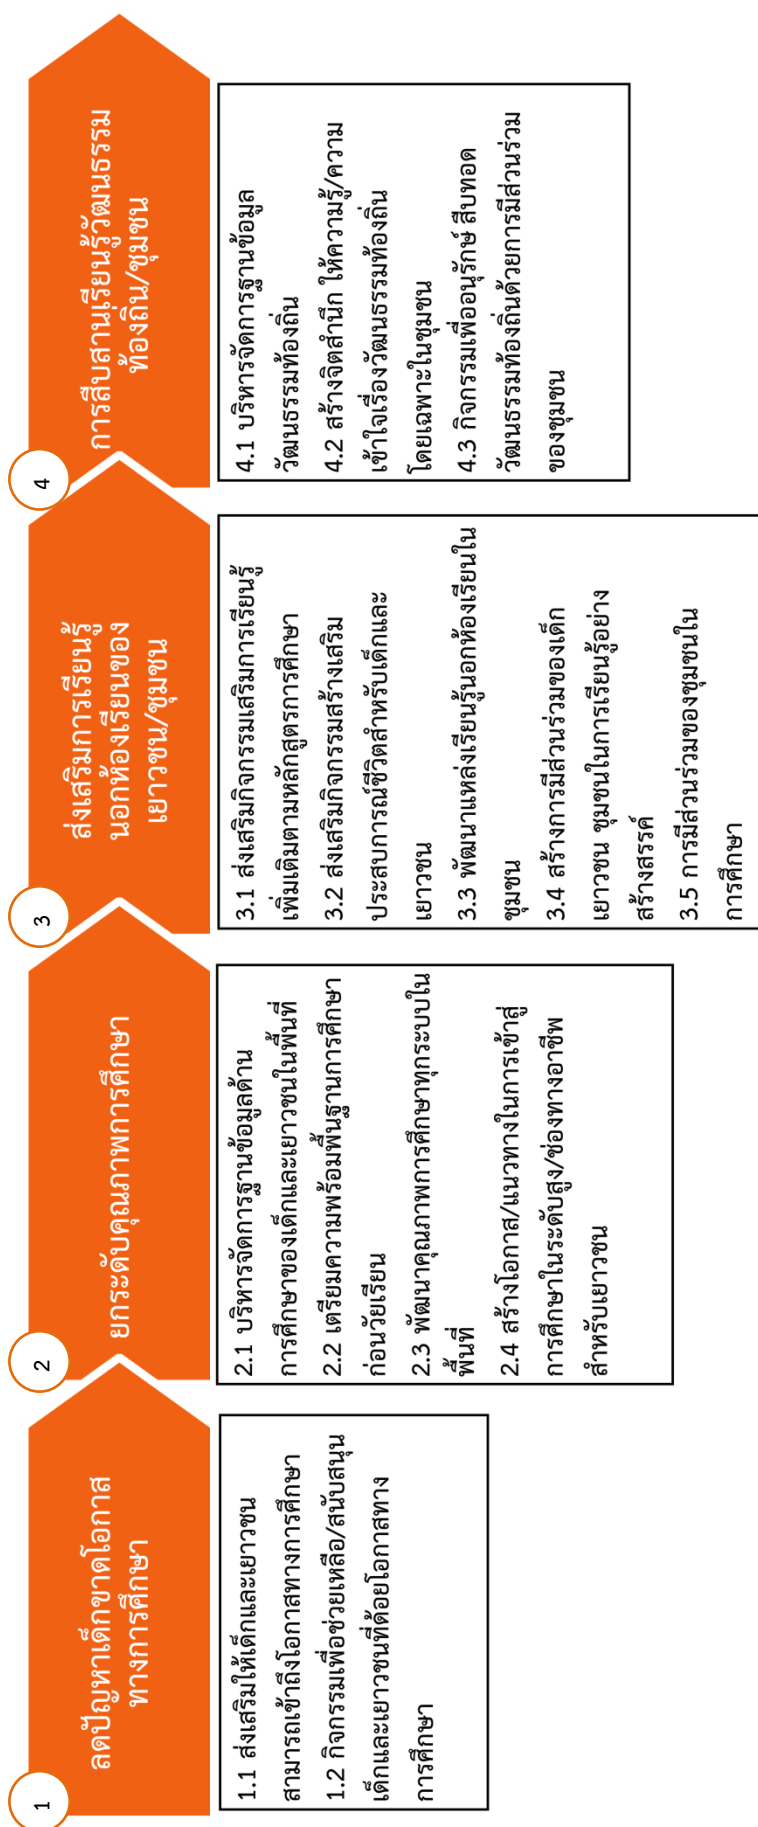 1
ลดปัญหาเด็กขาดโอกาส
ทางการศึกษา
1.1 ส่งเสริมให้เด็กและเยาวชน
สามารถเข้าถึงโอกาสทางการศึกษา
1.2 กิจกรรมเพื่อช่วยเหลือ/สนับสนุน
เด็กและเยาวชนที่ด้อยโอกาสทาง
การศึกษา
2
ยกระดับคุณภาพการศึกษา
2.1 บริหารจัดการฐานข้อมูลด้าน
การศึกษาของเด็กและเยาวชนในพื้นที่
2.2 เตรียมความพร้อมพื้นฐานการศึกษา
ก่อนวัยเรียน
2.3 พัฒนาคุณภาพการศึกษาทุกระบบใน
พื้นที่
2.4 สร้างโอกาส/แนวทางในการเข้าสู่
การศึกษาในระดับสูง/ช่องทางอาชีพ
สำหรับเยาวชน
3
ส่งเสริมการเรียนรู้
นอกห้องเรียนของ
เยาวชน/ชุมชน
3.1 ส่งเสริมกิจกรรมเสริมการเรียนรู้
เพิ่มเติมตามหลักสูตรการศึกษา
3.2 ส่งเสริมกิจกรรมสร้างเสริม
ประสบการณ์ชีวิตสำหรับเด็กและ
เยาวชน
3.3 พัฒนาแหล่งเรียนรู้นอกห้องเรียนใน
ชุมชน
3.4 สร้างการมีส่วนร่วมของเด็ก
เยาวชน ชุมชนในการเรียนรู้อย่าง
สร้างสรรค์
3.5 การมีส่วนร่วมของชุมชนใน
การศึกษา
4
การสืบสานเรียนรู้วัฒนธรรม
ท้องถิ่น/ชุมชน
4.1 บริหารจัดการฐานข้อมูล
วัฒนธรรมท้องถิ่น
4.2 สร้างจิตสำนึก ให้ความรู้/ความ
เข้าใจเรื่องวัฒนธรรมท้องถิ่น
โดยเฉพาะในชุมชน
4.3 กิจกรรมเพื่ออนุรักษ์ สืบทอด
วัฒนธรรมท้องถิ่นด้วยการมีส่วนร่วม
ของชุมชน